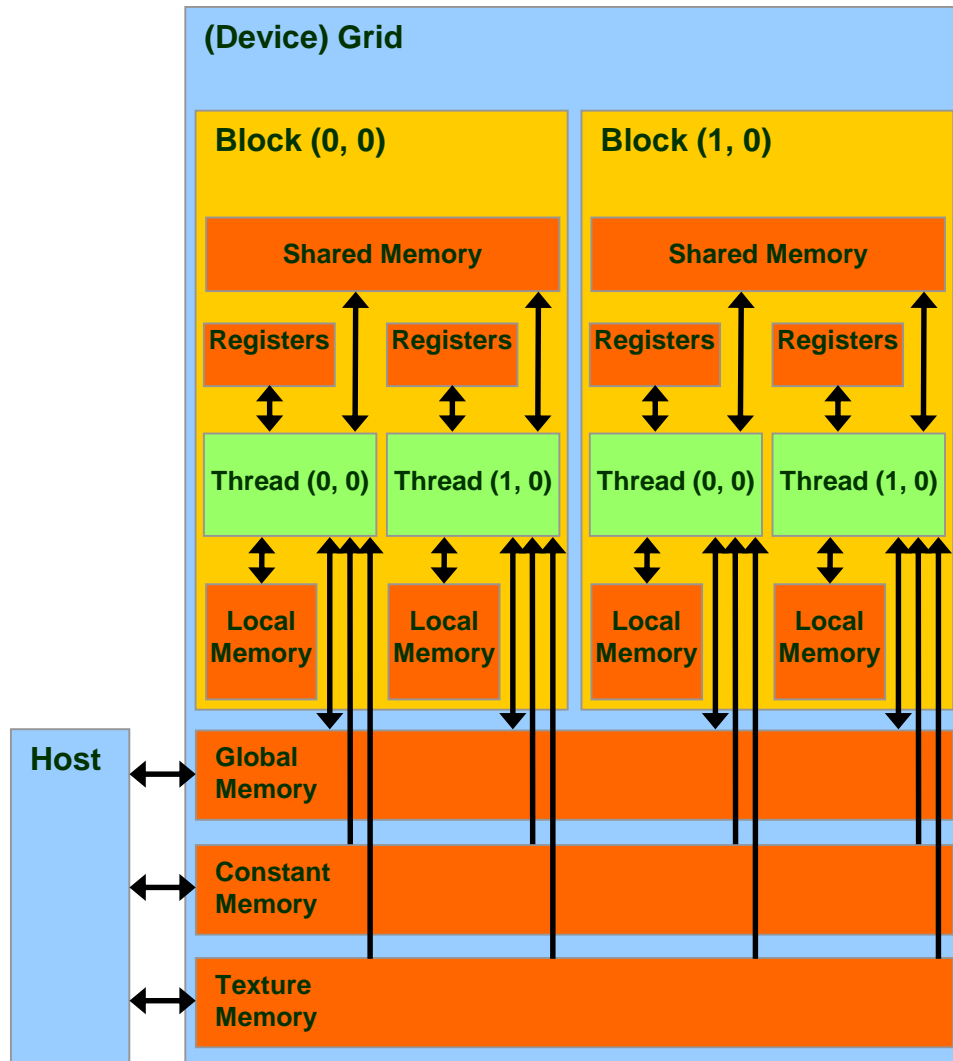 (Device) Grid
Block (0, 0)
Block (1, 0)
Shared Memory
Shared Memory
Registers
Registers
Registers
Registers
Thread (0, 0)
Thread (1, 0)
Thread (0, 0)
Thread (1, 0)
Local
Memory
Local
Memory
Local
Memory
Local
Memory
Host
Global
Memory
Constant
Memory
Texture
Memory